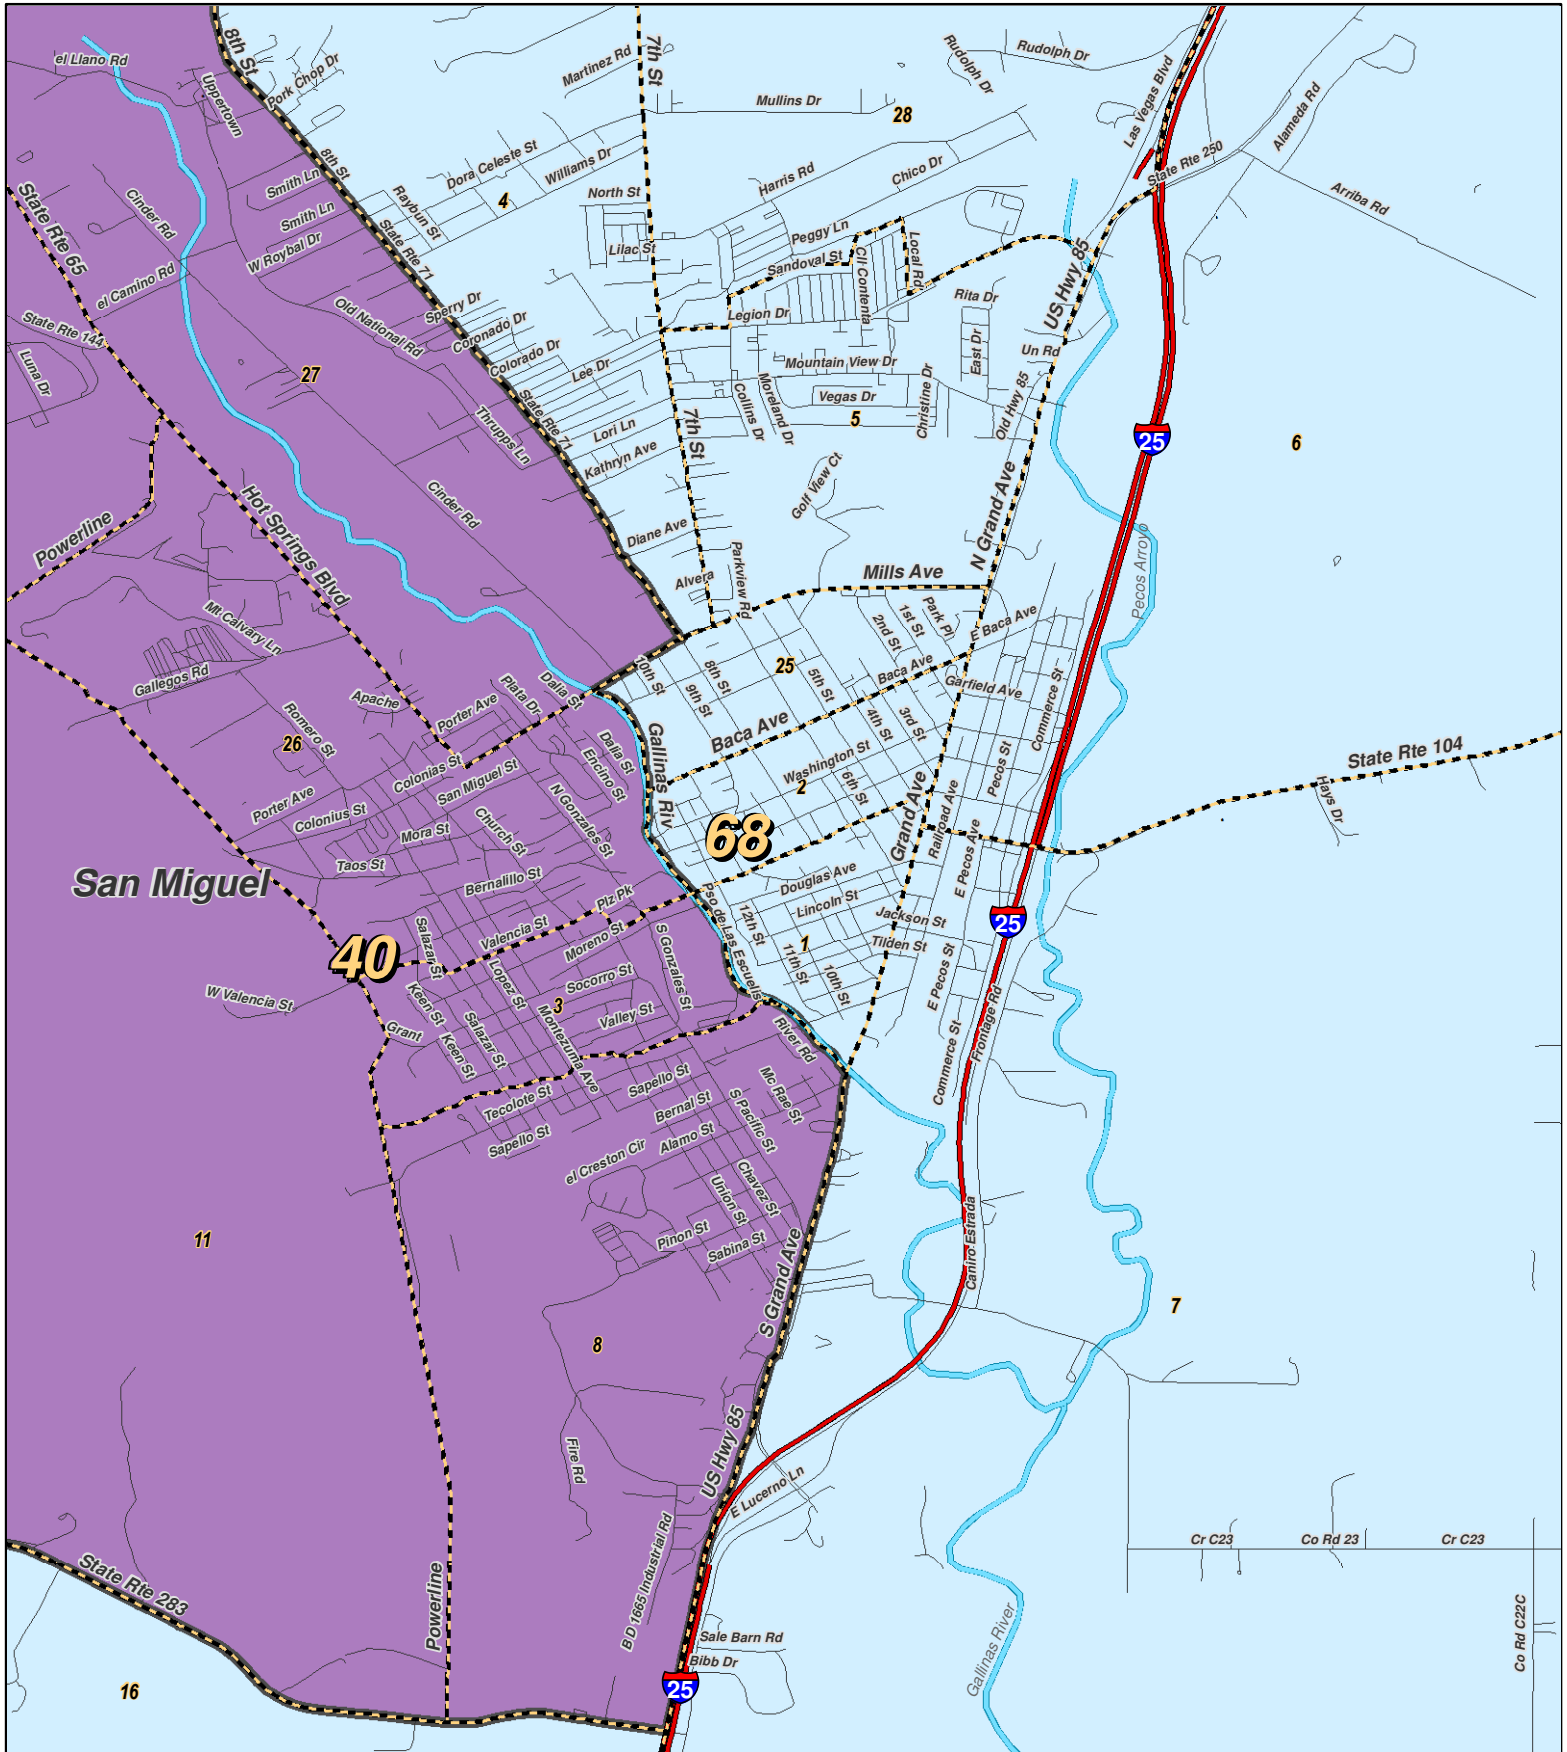 el Llano Rd
Uppertown
8th St
Pork Chop Dr
Martinez Rd
7th St
Mullins Dr
Rudolph Dr
Rudolph Dr
28
Las Vegas Blvd
State Rte 250
Alameda Rd
Arriba Rd
State Rte 65
Cinder Rd
Smith Ln
Smith Ln
8th St
Raybun St
State Rte 71
Dora Celeste St
Williams Dr
4
North St
Lilac St
Harris Rd
Chico Dr
Peggy Ln
Sandoval St
Cll Contenta
Local Rd
W Roybal Dr
el Camino Rd
State Rte 144
Luna Dr
27
Old National Rd
Sperry Dr
Coronado Dr
Colorado Dr
Lee Dr
Legion Dr
Rita Dr
US Hwy 85
Un Rd
East Dr
Mountain View Dr
Vegas Dr
5
Christine Dr
Old Hwy 85
Collins Dr
Moreland Dr
7th St
State Rte 71
Lori Ln
Kathryn Ave
Thrupps Ln
25
6
Golf View Ct
N Grand Ave
Powerline
Hot Springs Blvd
Cinder Rd
Diane Ave
Alvera
Parkview Rd
Mills Ave
Pecos Arroyo
Mt Calvary Ln
Gallegos Rd
2nd St
1st St
Park Pl
E Baca Ave
Baca Ave
Garfield Ave
Commerce St
10th St
8th St
9th St
25
5th St
4th St
3rd St
Baca Ave
Washington St
2
6th St
Pecos St
Apache
Porter Ave
Plata Dr
Dalia St
Romero St
26
Dalia St
Encino St
Gallinas Riv
Colonias St
San Miguel St
Porter Ave
Colonius St
Mora St
Church St
N Gonzales St
Taos St
68
Grand Ave
Railroad Ave
E Pecos Ave
State Rte 104
Hays Dr
San Miguel
Bernalillo St
Plz Pk
Pso de Las Escuelis
Douglas Ave
Lincoln St
Jackson St
Tilden St
25
12th St
11th St
1
10th St
E Pecos St
40
Salazar St
Valencia St
Moreno St
S Gonzales St
Lopez St
Socorro St
3
Valley St
W Valencia St
Keen St
Grant
Keen St
Salazar St
Montezuma Ave
River Rd
Commerce St
Frontage Rd
Tecolote St
Sapello St
Sapello St
Bernal St
Alamo St
Mc Rae St
S Pacific St
el Creston Cir
Chavez St
Union St
Pinon St
Sabina St
Caniro Estrada
11
S Grand Ave
7
8
Fire Rd
US Hwy 85
E Lucerno Ln
Cr C23
Co Rd 23
Cr C23
State Rte 283
Powerline
B D 1665 Industrial Rd
Sale Barn Rd
Bibb Dr
25
Gallinas River
Co Rd C22C
16